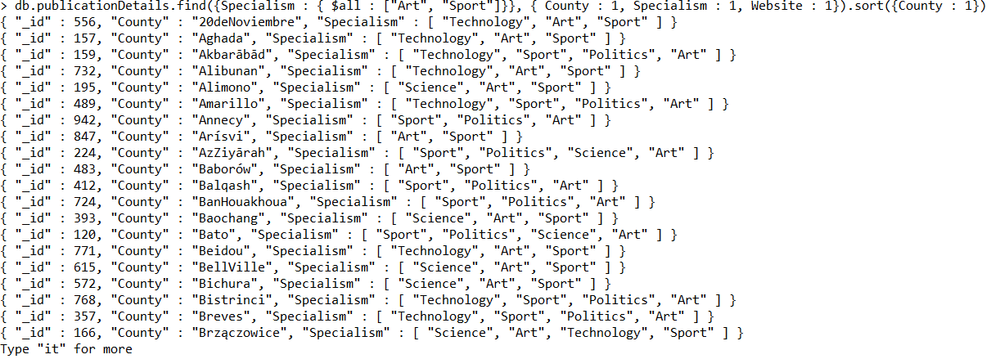 > db.publicationDetails.find({Specialism : { $all : ["Art", "Sport"]}}, { County : 1, Specialism : 1, Website : 1}).sort({County : 1})
{ "_id" : 556, "County" : "20deNoviembre", "Specialism" : [ "Technology", "Art", "Sport" ] }
{ "_id" : 157, "County" : "Aghada", "Specialism" : [ "Technology", "Art", "Sport" ] }
{ "_id" : 159, "County" : "Akbarābād", "Specialism" : [ "Technology", "Sport", "Politics", "Art" ] }
{ "_id" : 732, "County" : "Alibunan", "Specialism" : [ "Technology", "Art", "Sport" ] }
{ "_id" : 195, "County" : "Alimono", "Specialism" : [ "Science", "Art", "Sport" ] }
{ "_id" : 489, "County" : "Amarillo", "Specialism" : [ "Technology", "Sport", "Politics", "Art" ] }
{ "_id" : 942, "County" : "Annecy", "Specialism" : [ "Sport", "Politics", "Art" ] }
{ "_id" : 847, "County" : "Arísvi", "Specialism" : [ "Art", "Sport" ] }
{ "_id" : 224, "County" : "AzZiyārah", "Specialism" : [ "Sport", "Politics", "Science", "Art" ] }
{ "_id" : 483, "County" : "Baborów", "Specialism" : [ "Art", "Sport" ] }
{ "_id" : 412, "County" : "Balqash", "Specialism" : [ "Sport", "Politics", "Art" ] }
{ "_id" : 724, "County" : "BanHouakhoua", "Specialism" : [ "Sport", "Politics", "Art" ] }
{ "_id" : 393, "County" : "Baochang", "Specialism" : [ "Science", "Art", "Sport" ] }
{ "_id" : 120, "County" : "Bato", "Specialism" : [ "Sport", "Politics", "Science", "Art" ] }
{ "_id" : 771, "County" : "Beidou", "Specialism" : [ "Technology", "Art", "Sport" ] }
{ "_id" : 615, "County" : "BellVille", "Specialism" : [ "Science", "Art", "Sport" ] }
{ "_id" : 572, "County" : "Bichura", "Specialism" : [ "Science", "Art", "Sport" ] }
{ "_id" : 768, "County" : "Bistrinci", "Specialism" : [ "Technology", "Sport", "Politics", "Art" ] }
{ "_id" : 357, "County" : "Breves", "Specialism" : [ "Technology", "Sport", "Politics", "Art" ] }
{ "_id" : 166, "County" : "Brzączowice", "Specialism" : [ "Science", "Art", "Technology", "Sport" ] }
Type "it" for more